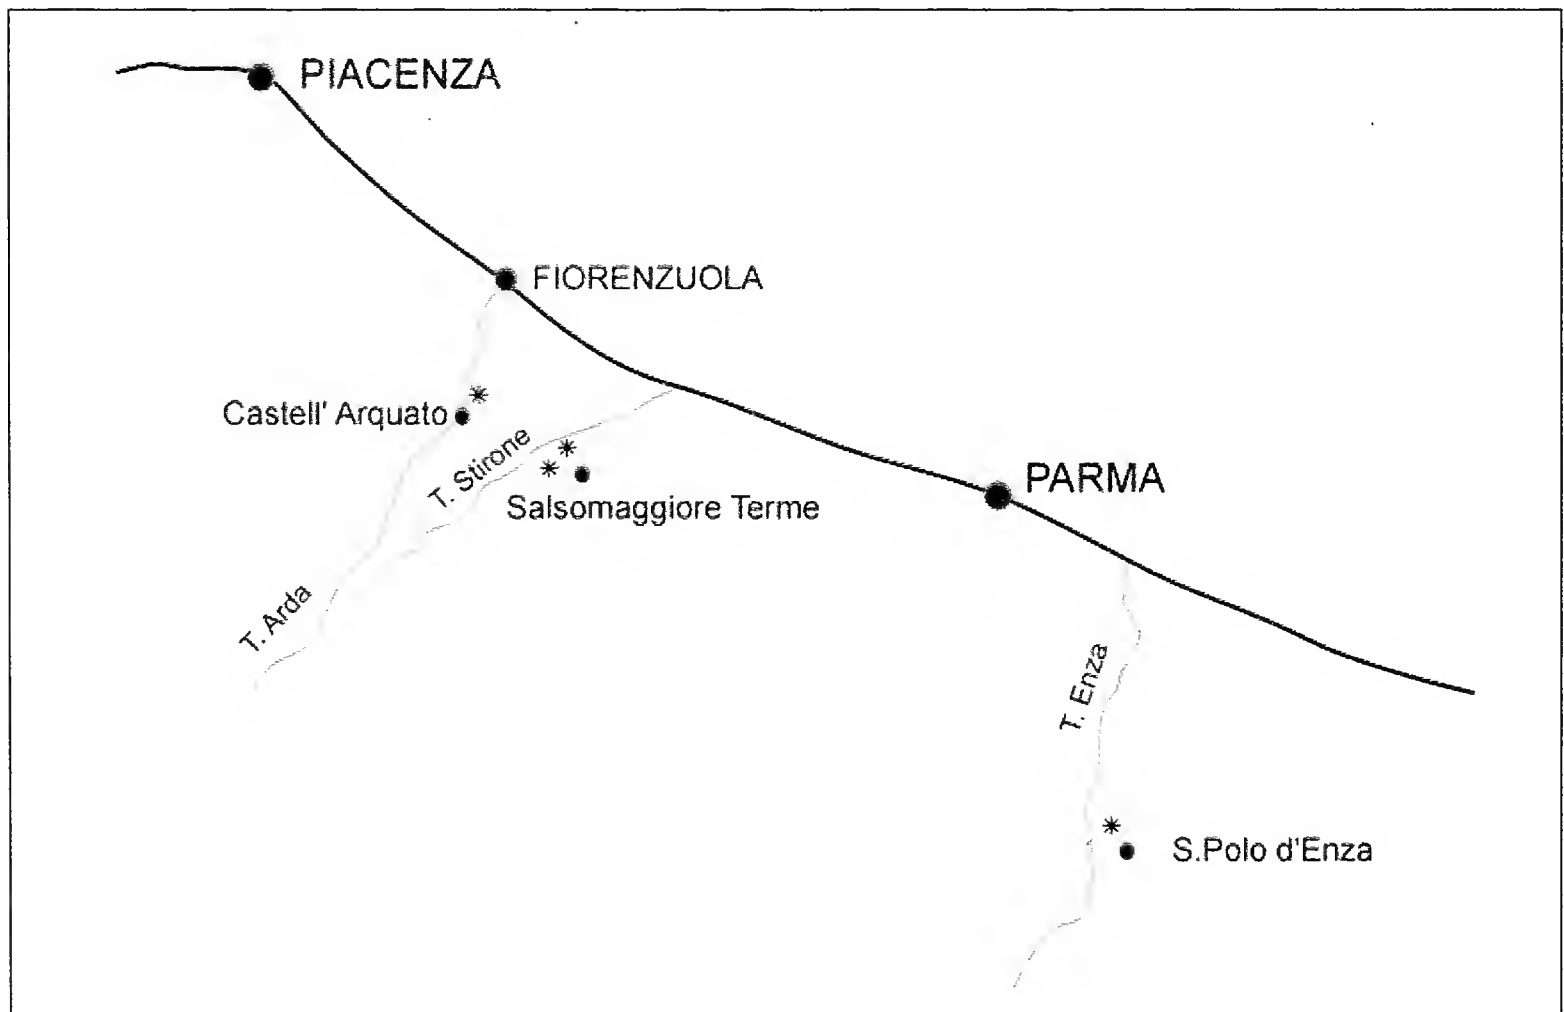 PIACENZA
FIORENZUOLA
Castell' Arquato
T. Stirone
Salsomaggiore Terme
PARMA
T. Arda
T. Enza
S.Polo d'Enza